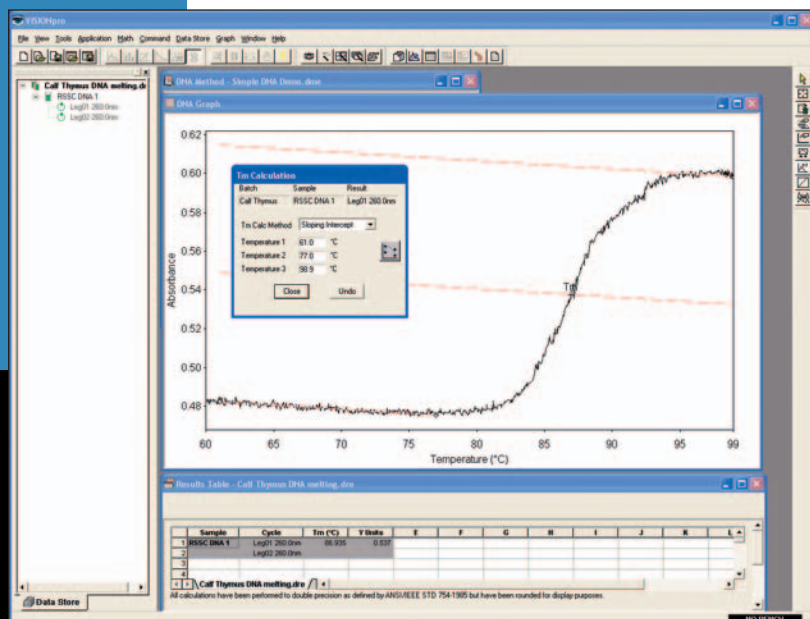 VISIONpro
File View Tools Application Math Command Data Store Graph Window Help
Calf Thymus DNA melting.dr
RSSC DNA 1
Leg01 260.0nm
Leg02 260.0nm
DNA Method - Simple DNA Demo.dme
DNA Graph
Tm Calculation
Batch Sample Result
Calf Thymus RSSC DNA 1 Leg01 260.0nm
Tm Calc Method Sloping Intercept
Temperature 1 61.0 °C
Temperature 2 77.0 °C
Temperature 3 98.9 °C
Close Undo
Absorbance
0.62
0.60
0.58
0.56
0.54
0.52
0.50
0.48
Tm
60 65 70 75 80 85 90 95 99
Temperature (°C)
Results Table - Calf Thymus DNA melting.dre
Sample Cycle Tm (°C) Y Units E F G H I J K L
1 RSSC DNA 1 Leg01 260.0nm 86.935 0.537
2 Leg02 260.0nm
3
4
Calf Thymus DNA melting.dre
All calculations have been performed to double precision as defined by ANSI/IEEE STD 754-1985 but have been rounded for display purposes.
Data Store